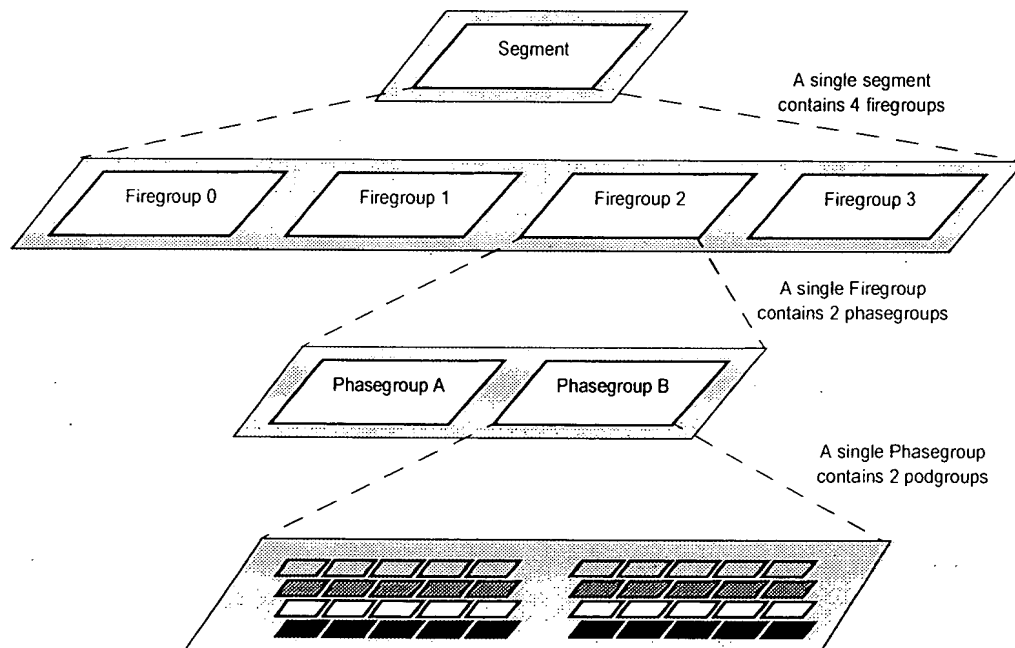 Segment
A single segment
contains 4 firegroups
Firegroup 0
Firegroup 1
Firegroup 2
Firegroup 3
A single Firegroup
contains 2 phasegroups
Phasegroup A
Phasegroup B
A single Phasegroup
contains 2 podgroups